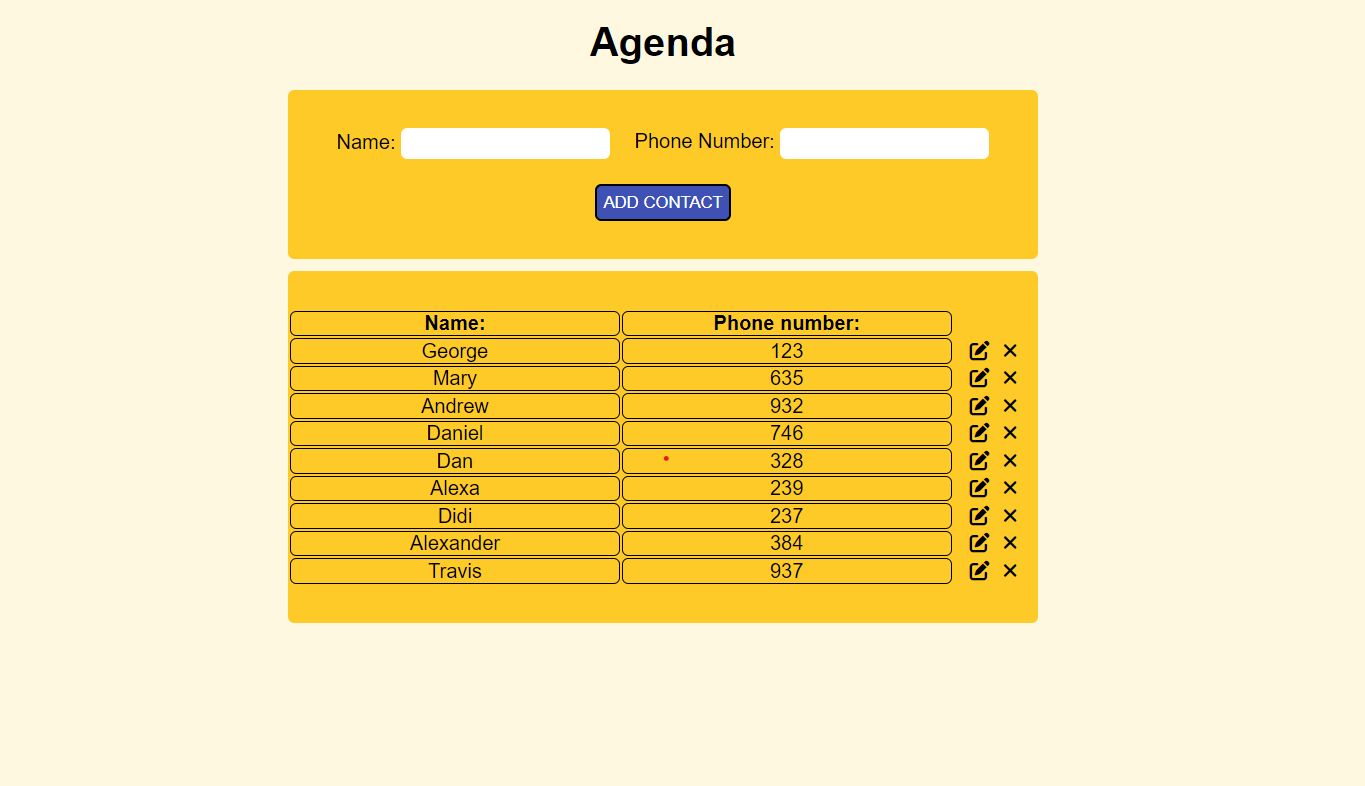 Agenda
Name: Phone Number:
ADD CONTACT
Name: Phone number:
George 123
Mary 635
Andrew 932
Daniel 746
Dan 328
Alexa 239
Didi 237
Alexander 384
Travis 937